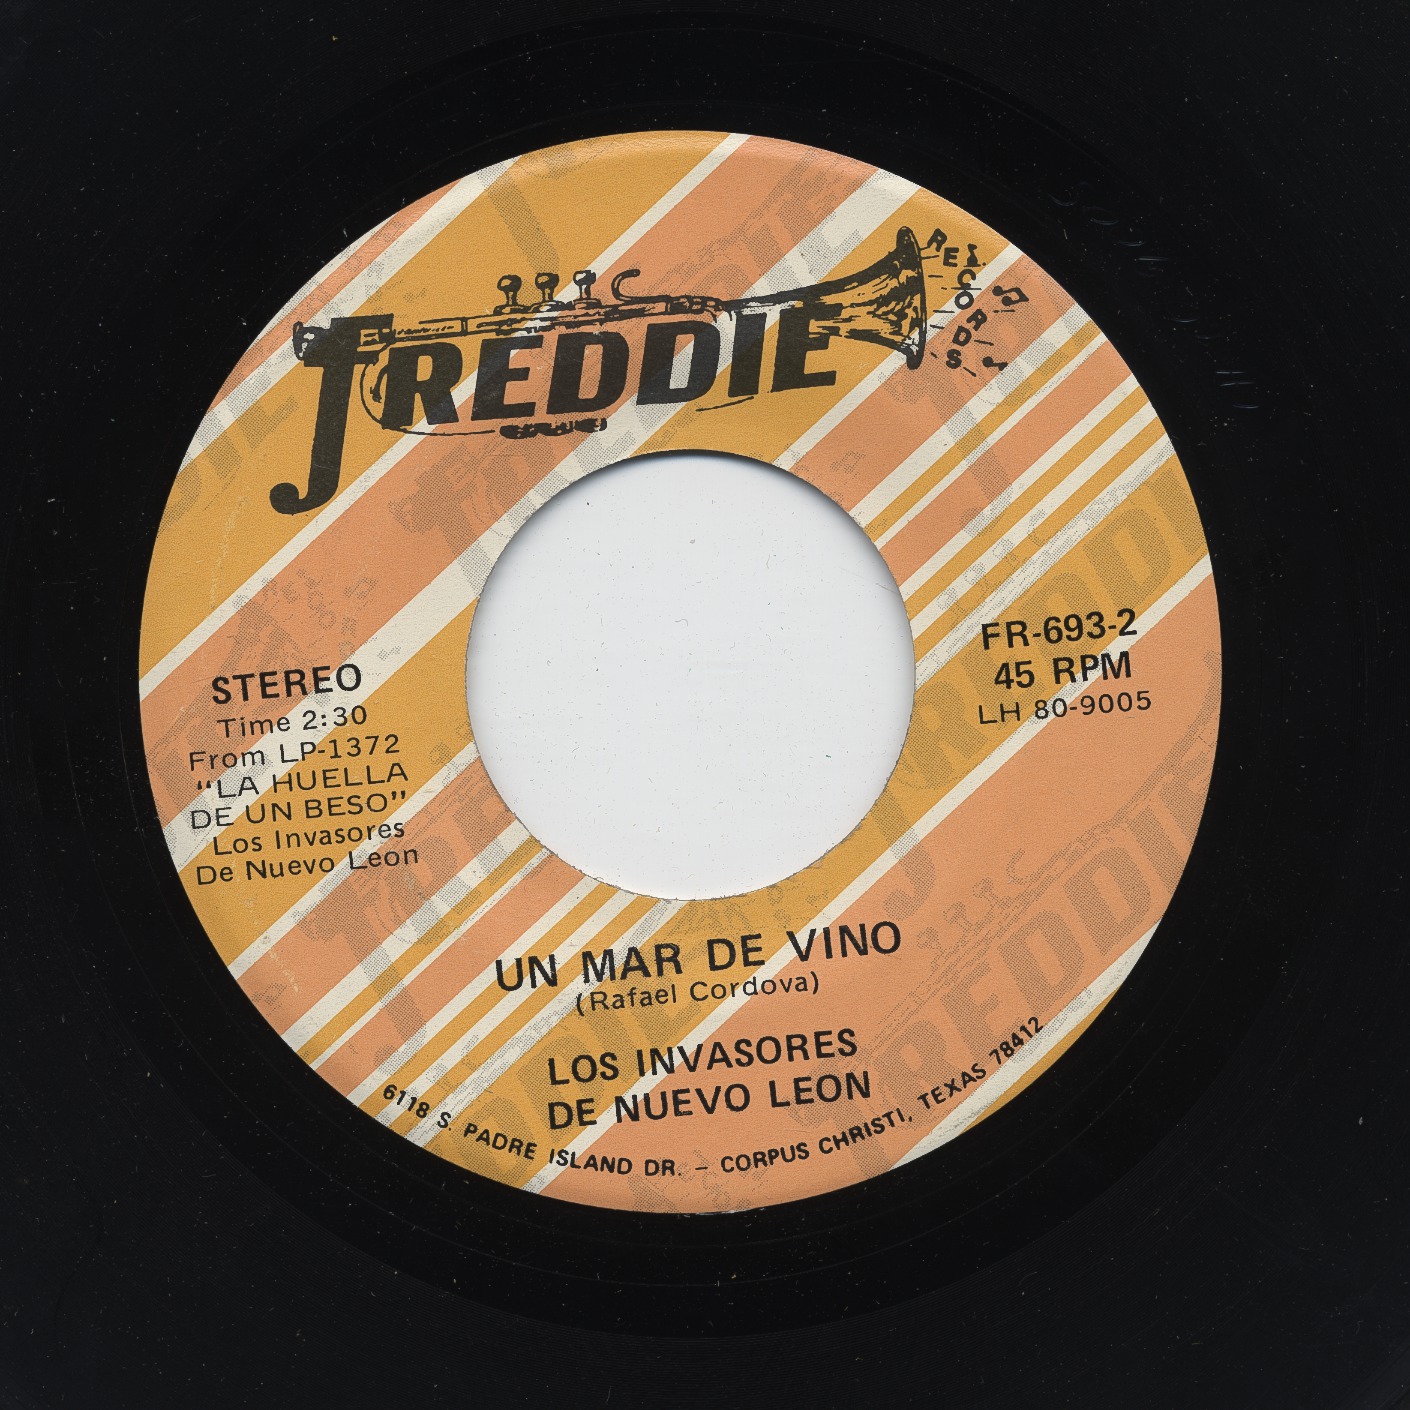 FREDDIE
RECORDS
STEREO
Time 2:30
From LP-1372
“LA HUELLA
DE UN BESO”
Los Invasores
De Nuevo Leon
FR-693-2
45 RPM
LH 80-9005
UN MAR DE VINO
(Rafael Cordova)
LOS INVASORES
DE NUEVO LEON
6118 S. PADRE ISLAND DR. – CORPUS CHRISTI, TEXAS 78412